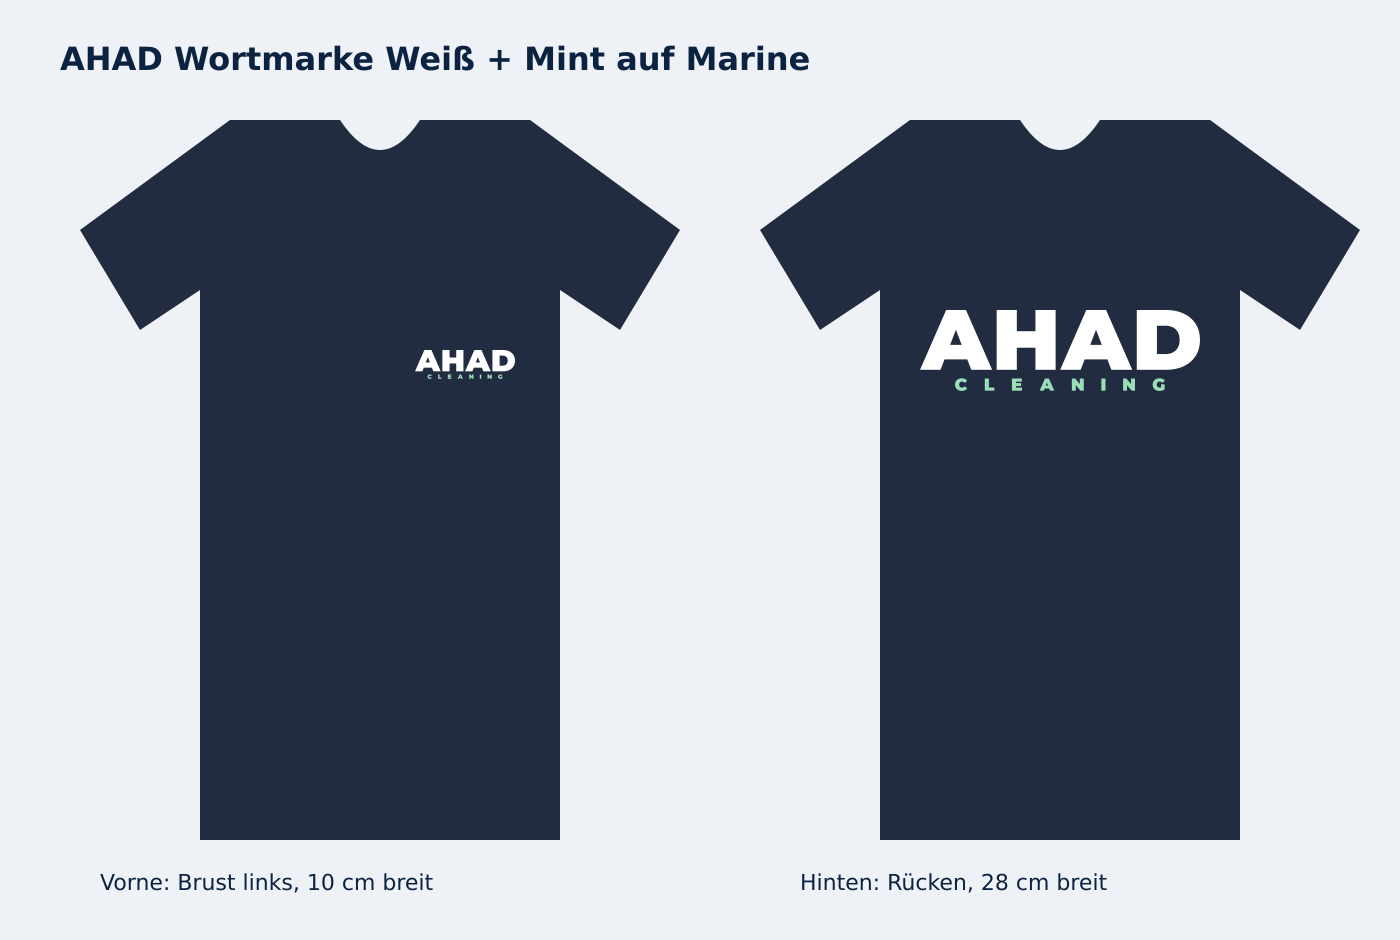 AHAD Wortmarke Weiß + Mint auf Marine
AHAD
CLEANING
AHAD
CLEANING
Vorne: Brust links, 10 cm breit
Hinten: Rücken, 28 cm breit